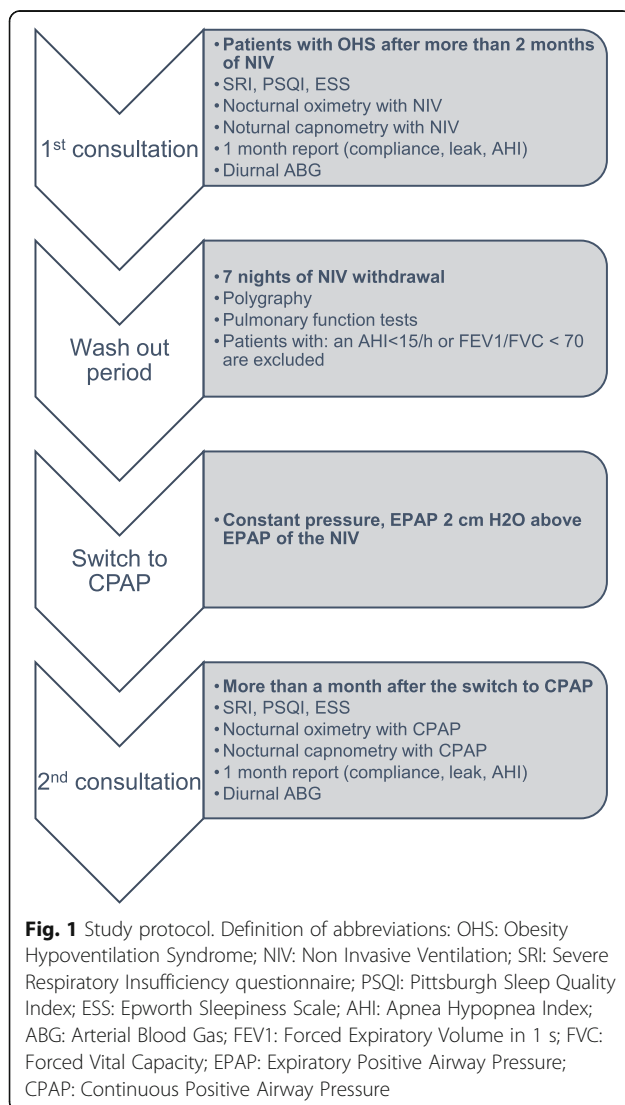 1st consultation
• Patients with OHS after more than 2 months
of NIV
• SRI, PSQI, ESS
• Nocturnal oximetry with NIV
• Noturnal capnometry with NIV
• 1 month report (compliance, leak, AHI)
• Diurnal ABG
Wash out
period
• 7 nights of NIV withdrawal
• Polygraphy
• Pulmonary function tests
• Patients with: an AHI<15/h or FEV1/FVC < 70
are excluded
Switch to
CPAP
• Constant pressure, EPAP 2 cm H2O above
EPAP of the NIV
2nd consultation
• More than a month after the switch to CPAP
• SRI, PSQI, ESS
• Nocturnal oximetry with CPAP
• Nocturnal capnometry with CPAP
• 1 month report (compliance, leak, AHI)
• Diurnal ABG
Fig. 1 Study protocol. Definition of abbreviations: OHS: Obesity
Hypoventilation Syndrome; NIV: Non Invasive Ventilation; SRI: Severe
Respiratory Insufficiency questionnaire; PSQI: Pittsburgh Sleep Quality
Index; ESS: Epworth Sleepiness Scale; AHI: Apnea Hypopnea Index;
ABG: Arterial Blood Gas; FEV1: Forced Expiratory Volume in 1 s; FVC:
Forced Vital Capacity; EPAP: Expiratory Positive Airway Pressure;
CPAP: Continuous Positive Airway Pressure